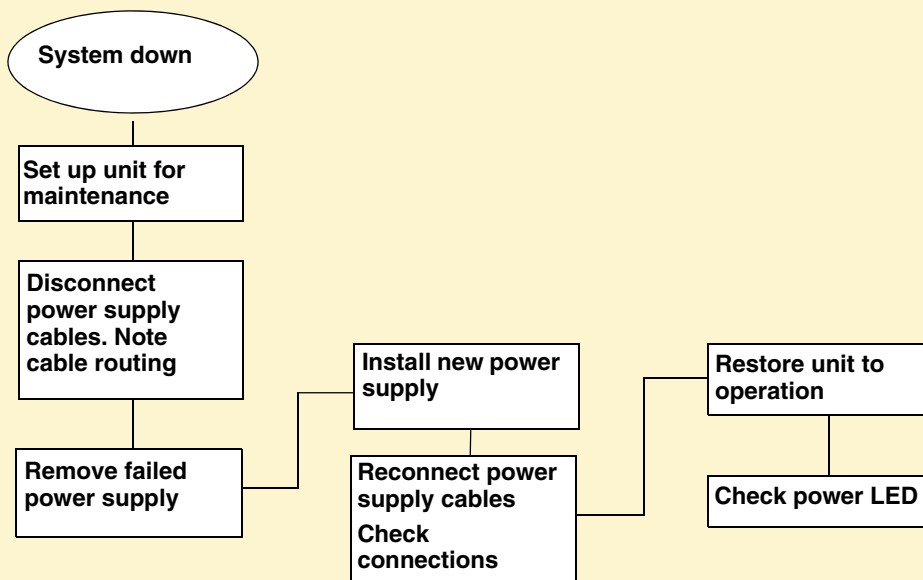 System down
Set up unit for
maintenance
Disconnect
power supply
cables. Note
cable routing
Remove failed
power supply
Install new power
supply
Reconnect power
supply cables
Check
connections
Restore unit to
operation
Check power LED